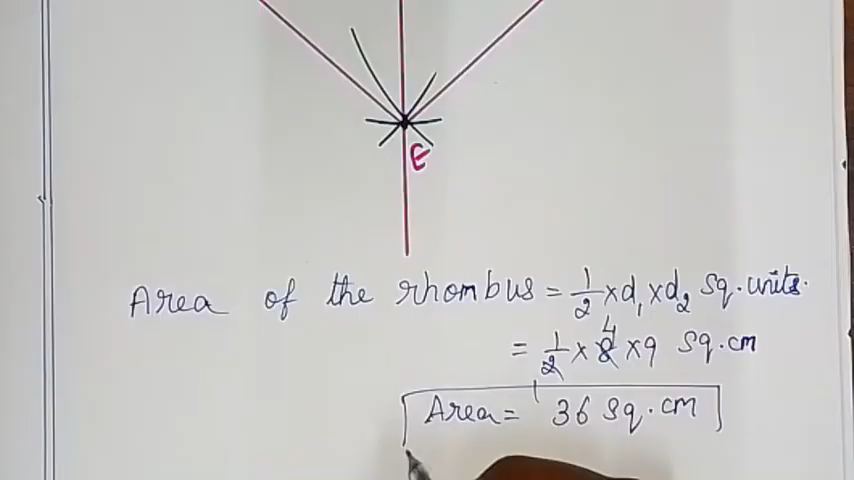 E
Area of the rhombus = 1/2 × d₁ × d₂ Sq. units.
= 1/2 × 8 4 × 9 Sq. cm
1
Area = 36 Sq. cm